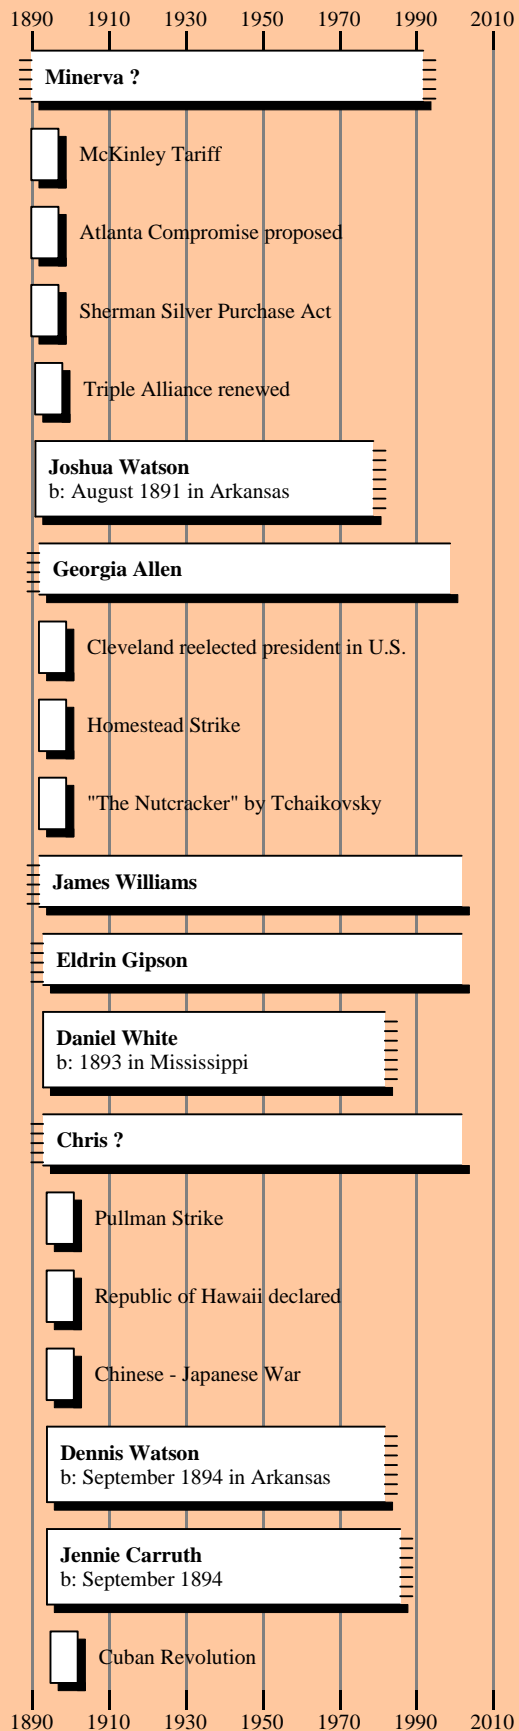 1890 1910 1930 1950 1970 1990 2010
Minerva ?
McKinley Tariff
Atlanta Compromise proposed
Sherman Silver Purchase Act
Triple Alliance renewed
Joshua Watson
b: August 1891 in Arkansas
Georgia Allen
Cleveland reelected president in U.S.
Homestead Strike
"The Nutcracker" by Tchaikovsky
James Williams
Eldrin Gipson
Daniel White
b: 1893 in Mississippi
Chris ?
Pullman Strike
Republic of Hawaii declared
Chinese - Japanese War
Dennis Watson
b: September 1894 in Arkansas
Jennie Carruth
b: September 1894
Cuban Revolution
1890 1910 1930 1950 1970 1990 2010